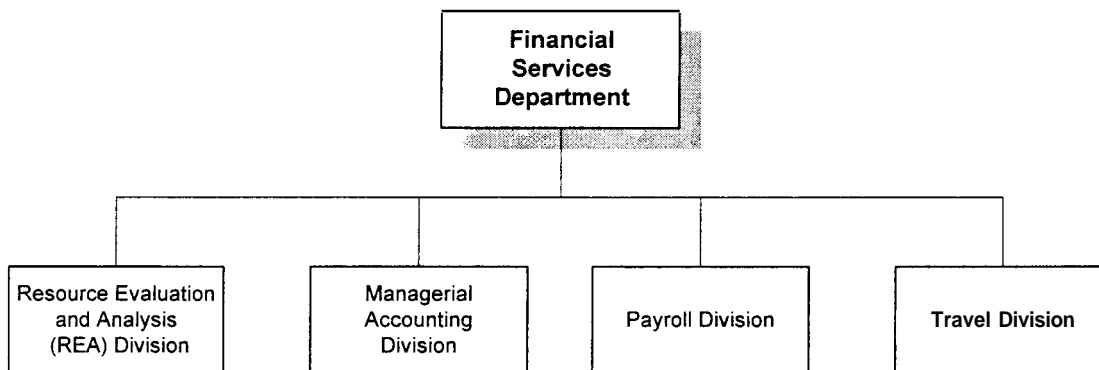 Financial
Services
Department
Resource Evaluation
and Analysis
(REA) Division
Managerial
Accounting
Division
Payroll Division
Travel Division